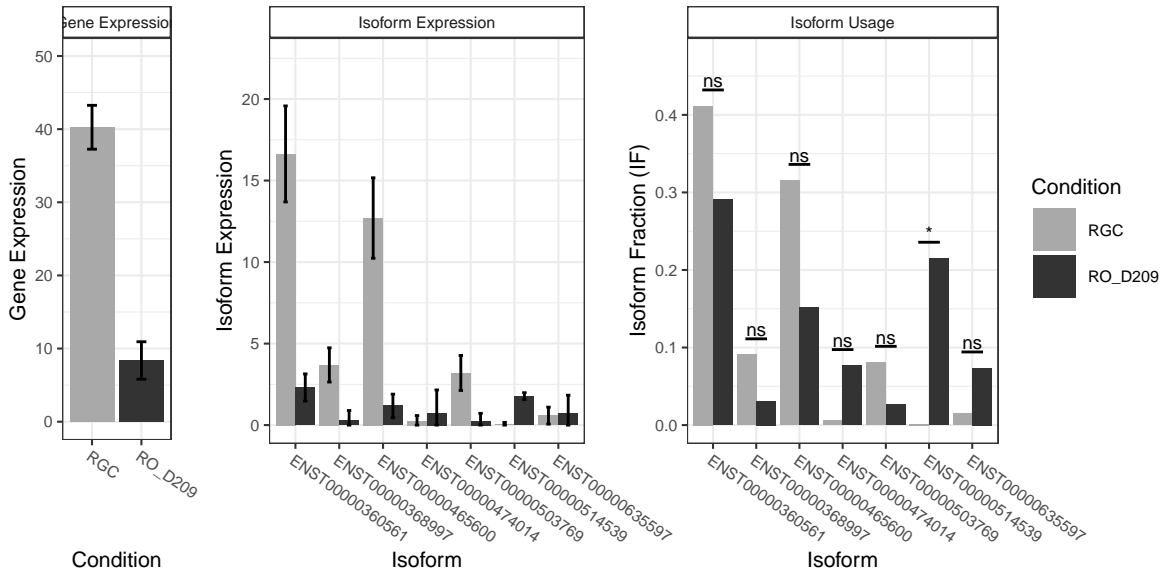 Gene Expression
Isoform Expression
Isoform Usage
Gene Expression
50
40
30
20
10
0
RGC
RO_D209
Condition
Isoform Expression
20
15
10
5
0
ENST00000360561
ENST00000368997
ENST00000465600
ENST00000474014
ENST00000503769
ENST00000514539
ENST00000635597
Isoform
Isoform Fraction (IF)
0.4
0.3
0.2
0.1
0.0
ns
ns
ns
ns
ns
*
ns
ENST00000360561
ENST00000368997
ENST00000465600
ENST00000474014
ENST00000503769
ENST00000514539
ENST00000635597
Isoform
Condition
RGC
RO_D209